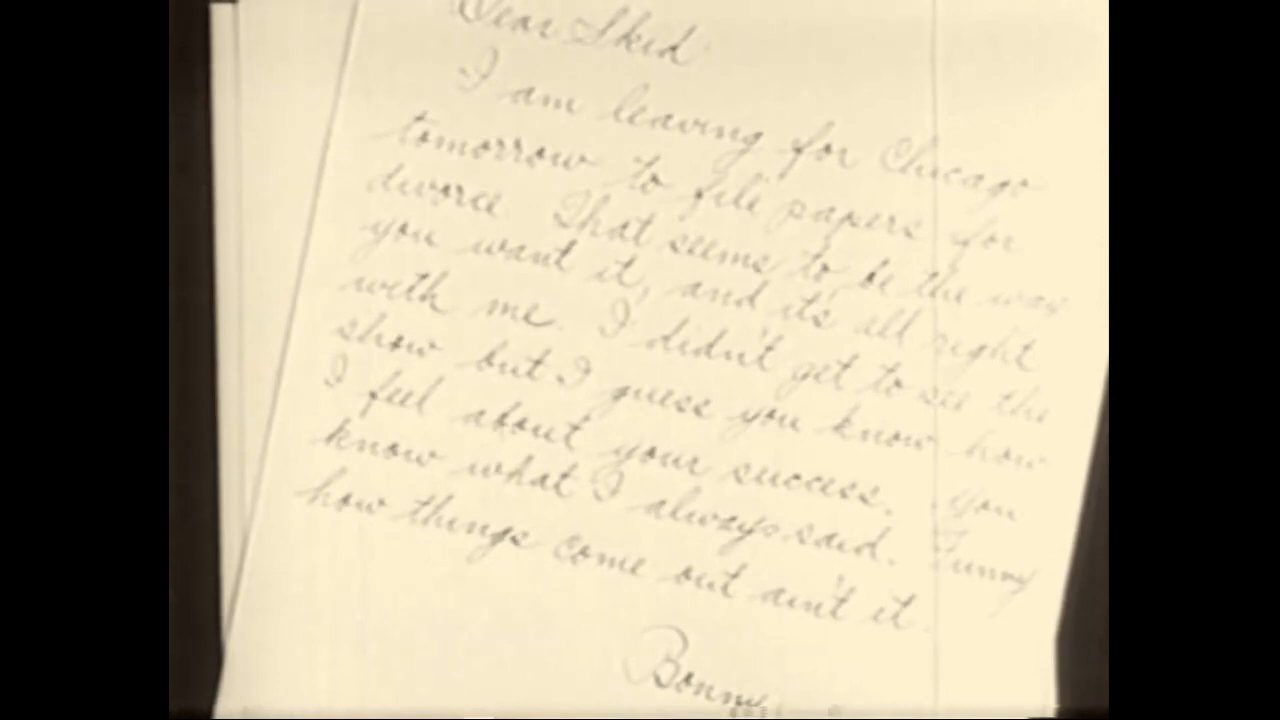 Dear Skid
I am leaving for Chicago
tomorrow to file papers for
divorce. That seems to be the way
you want it, and it's all right
with me. I didn't get to see the
show but I guess you know how
I feel about your success. You
know what I always said. Funny
how things come out ain't it.
Bonny